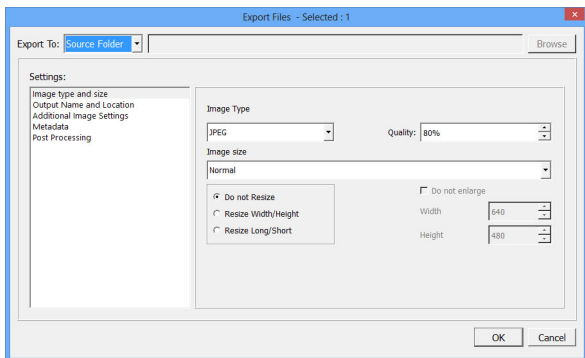 Export Files - Selected : 1
x
Export To: Source Folder Browse
Settings:
Image type and size
Output Name and Location
Additional Image Settings
Metadata
Post Processing
Image Type
JPEG Quality: 80%
Image size
Normal
Do not Resize
Resize Width/Height
Resize Long/Short
Do not enlarge
Width 640
Height 480
OK Cancel